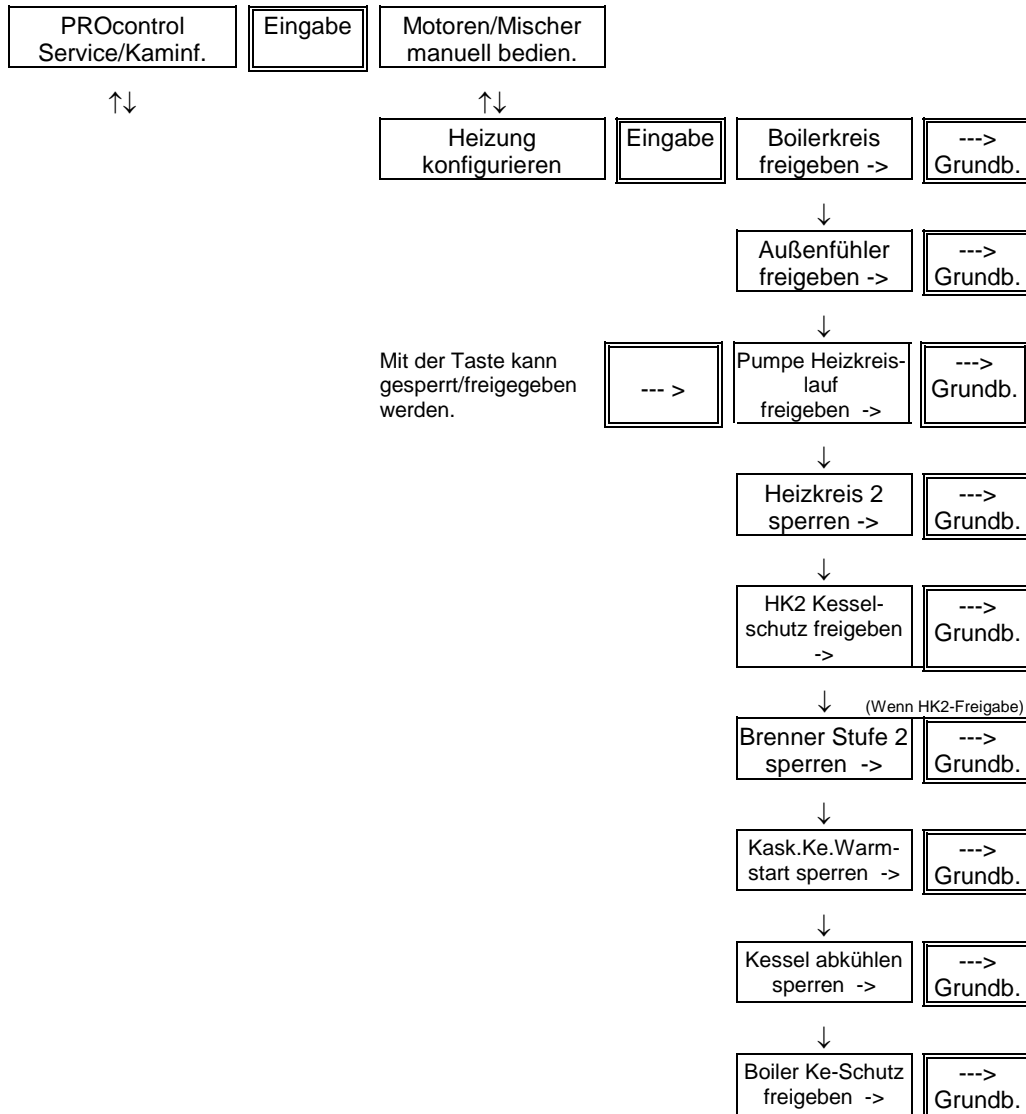 PROcontrol
Service/Kaminf.
Eingabe
Motoren/Mischer
manuell bedien.
↑↓
↑↓
Heizung
konfigurieren
Eingabe
Boilerkreis
freigeben ->
--->
Grundb.
↓
Außenfühler
freigeben ->
--->
Grundb.
↓
Mit der Taste kann
gesperrt/freigegeben
werden.
--- >
Pumpe Heizkreis-
lauf
freigeben ->
--->
Grundb.
↓
Heizkreis 2
sperren ->
--->
Grundb.
↓
HK2 Kessel-
schutz freigeben
->
--->
Grundb.
↓ (Wenn HK2-Freigabe)
Brenner Stufe 2
sperren ->
--->
Grundb.
↓
Kask.Ke.Warm-
start sperren ->
--->
Grundb.
↓
Kessel abkühlen
sperren ->
--->
Grundb.
↓
Boiler Ke-Schutz
freigeben ->
--->
Grundb.